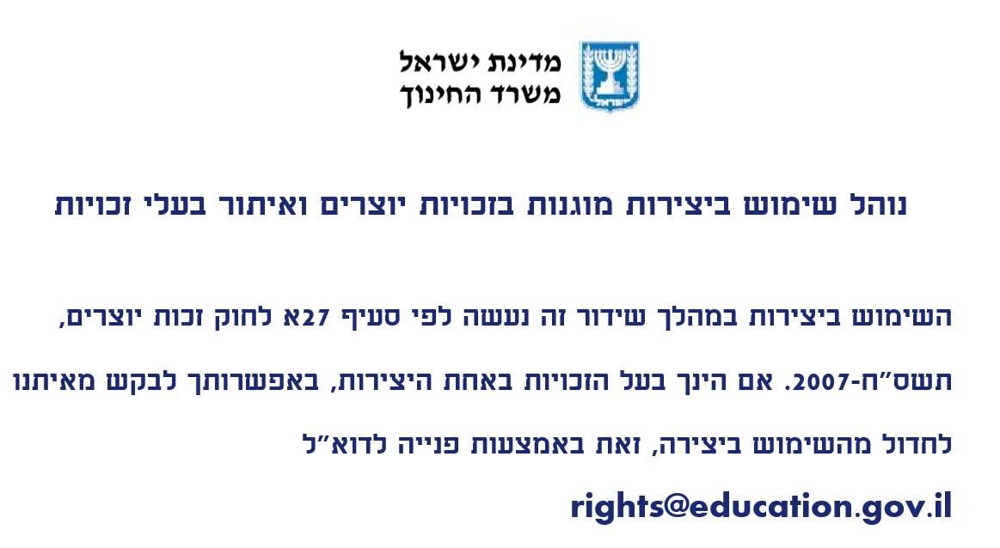 מדינת ישראל
משרד החינוך
ישראל
נוהל שימוש ביצירות מוגנות בזכויות יוצרים ואיתור בעלי זכויות
השימוש ביצירות במהלך שידור זה נעשה לפי סעיף 27א לחוק זכות יוצרים,
תשס"ח-2007. אם הינך בעל הזכויות באחת היצירות, באפשרותך לבקש מאיתנו
לחדול מהשימוש ביצירה, זאת באמצעות פנייה לדוא"ל
rights@education.gov.il